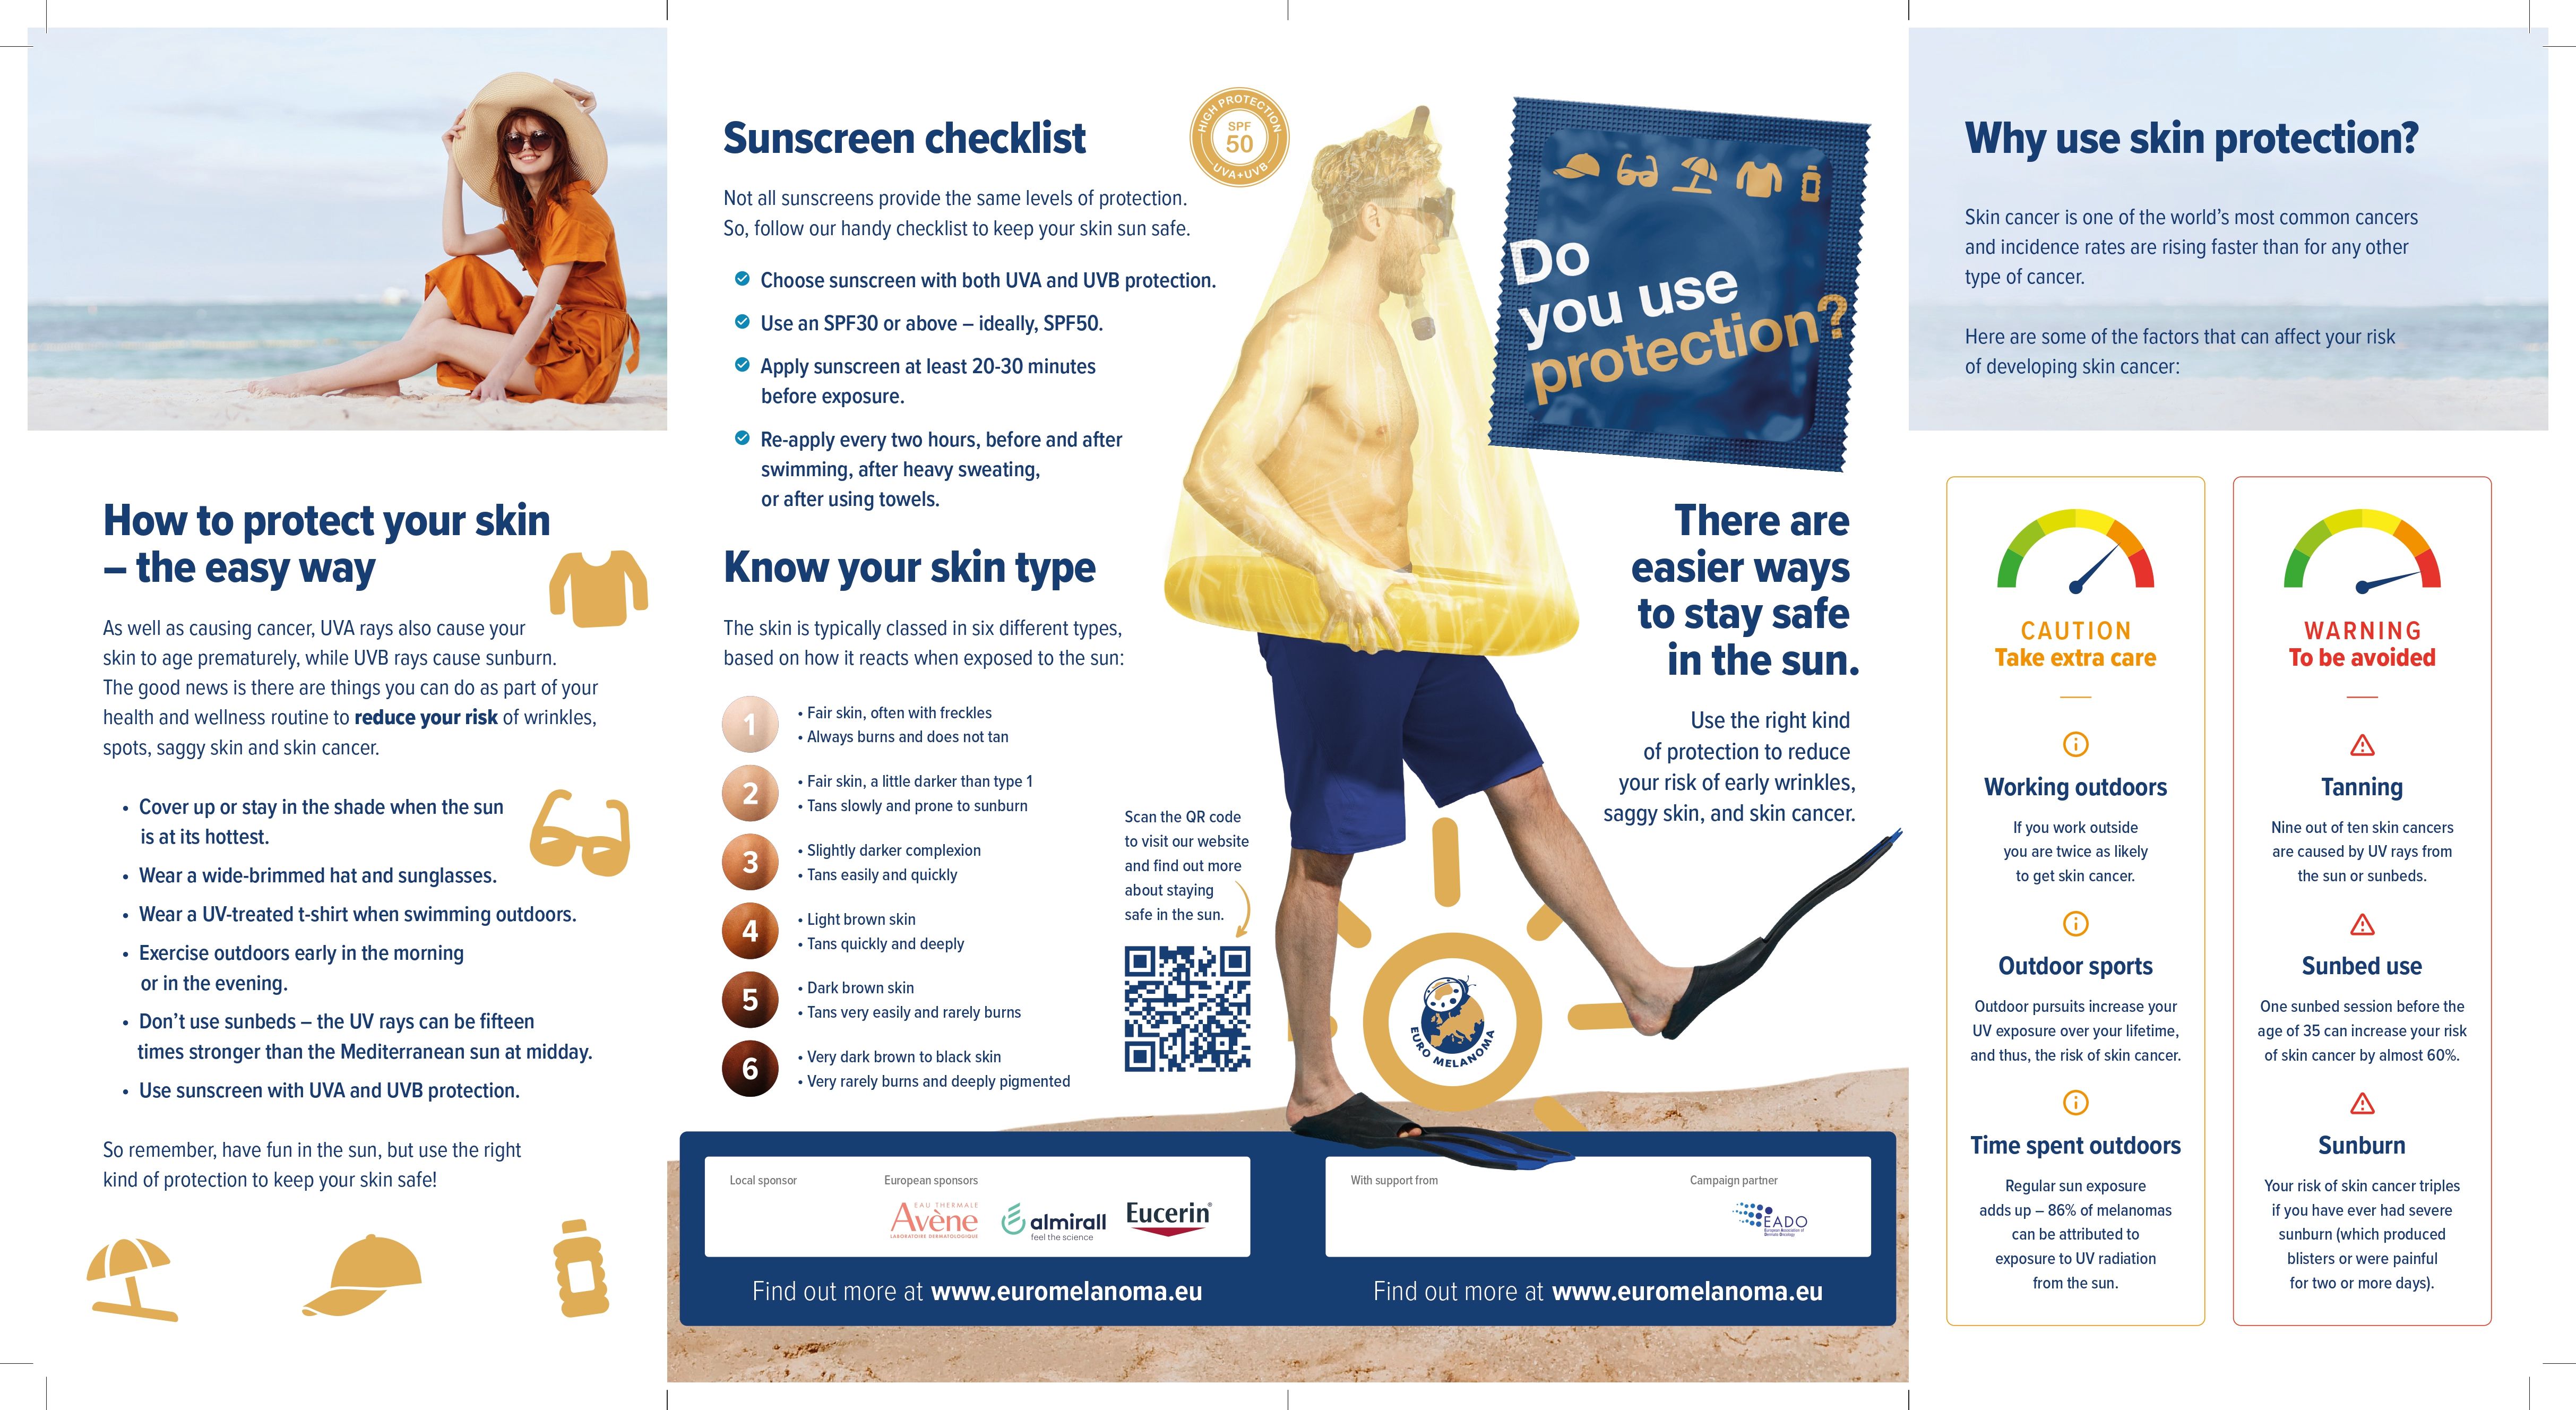 How to protect your skin
– the easy way
As well as causing cancer, UVA rays also cause your
skin to age prematurely, while UVB rays cause sunburn.
The good news is there are things you can do as part of your
health and wellness routine to reduce your risk of wrinkles,
spots, saggy skin and skin cancer.
• Cover up or stay in the shade when the sun
is at its hottest.
• Wear a wide-brimmed hat and sunglasses.
• Wear a UV-treated t-shirt when swimming outdoors.
• Exercise outdoors early in the morning
or in the evening.
• Don’t use sunbeds – the UV rays can be fifteen
times stronger than the Mediterranean sun at midday.
• Use sunscreen with UVA and UVB protection.
So remember, have fun in the sun, but use the right
kind of protection to keep your skin safe!
Sunscreen checklist
HIGH PROTECTION
SPF
50
UVA+UVB
Not all sunscreens provide the same levels of protection.
So, follow our handy checklist to keep your skin sun safe.
Choose sunscreen with both UVA and UVB protection.
Use an SPF30 or above – ideally, SPF50.
Apply sunscreen at least 20-30 minutes
before exposure.
Re-apply every two hours, before and after
swimming, after heavy sweating,
or after using towels.
Know your skin type
The skin is typically classed in six different types,
based on how it reacts when exposed to the sun:
1
• Fair skin, often with freckles
• Always burns and does not tan
2
• Fair skin, a little darker than type 1
• Tans slowly and prone to sunburn
3
• Slightly darker complexion
• Tans easily and quickly
4
• Light brown skin
• Tans quickly and deeply
5
• Dark brown skin
• Tans very easily and rarely burns
6
• Very dark brown to black skin
• Very rarely burns and deeply pigmented
Scan the QR code
to visit our website
and find out more
about staying
safe in the sun.
Local sponsor
European sponsors
EAU THERMALE
Avène
LABORATOIRE DERMATOLOGIQUE
almirall
feel the science
Eucerin®
Find out more at www.euromelanoma.eu
Do
you use
protection?
There are
easier ways
to stay safe
in the sun.
Use the right kind
of protection to reduce
your risk of early wrinkles,
saggy skin, and skin cancer.
EURO MELANOMA
With support from
Campaign partner
EADO
European Association of
Dermato Oncology
Find out more at www.euromelanoma.eu
Why use skin protection?
Skin cancer is one of the world’s most common cancers
and incidence rates are rising faster than for any other
type of cancer.
Here are some of the factors that can affect your risk
of developing skin cancer:
CAUTION
Take extra care
Working outdoors
If you work outside
you are twice as likely
to get skin cancer.
Outdoor sports
Outdoor pursuits increase your
UV exposure over your lifetime,
and thus, the risk of skin cancer.
Time spent outdoors
Regular sun exposure
adds up – 86% of melanomas
can be attributed to
exposure to UV radiation
from the sun.
WARNING
To be avoided
Tanning
Nine out of ten skin cancers
are caused by UV rays from
the sun or sunbeds.
Sunbed use
One sunbed session before the
age of 35 can increase your risk
of skin cancer by almost 60%.
Sunburn
Your risk of skin cancer triples
if you have ever had severe
sunburn (which produced
blisters or were painful
for two or more days).